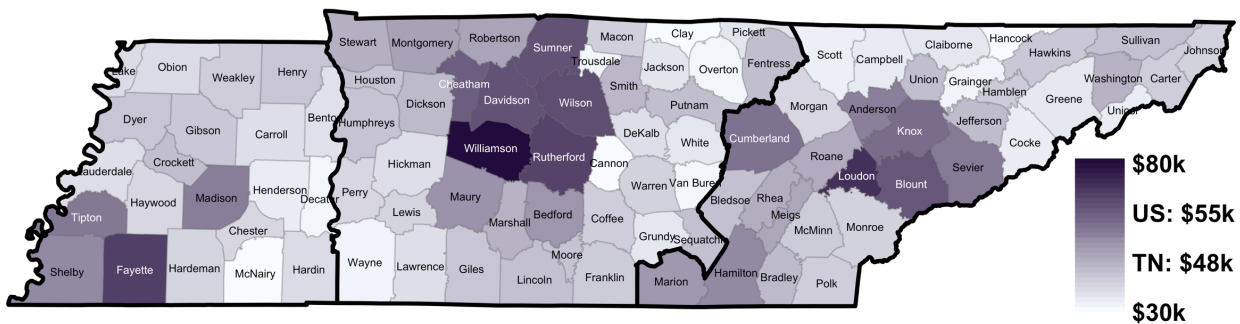 Stewart
Montgomery
Robertson
Sumner
Macon
Clay
Pickett
Trousdale
Jackson
Overton
Fentress
Scott
Campbell
Claiborne
Hancock
Hawkins
Sullivan
Johnson
Lake
Obion
Weakley
Henry
Houston
Cheatham
Davidson
Wilson
Smith
Putnam
Morgan
Union
Grainger
Hamblen
Greene
Washington
Carter
Unicoi
Dyer
Gibson
Carroll
Benton
Humphreys
Dickson
Williamson
Rutherford
Cannon
DeKalb
White
Cumberland
Anderson
Knox
Jefferson
Cocke
Lauderdale
Crockett
Haywood
Madison
Henderson
Decatur
Perry
Hickman
Lewis
Maury
Marshall
Bedford
Coffee
Warren
Van Buren
Bledsoe
Rhea
Roane
Loudon
Blount
Sevier
Tipton
Chester
Meigs
McMinn
Monroe
Shelby
Fayette
Hardeman
McNairy
Hardin
Wayne
Lawrence
Giles
Lincoln
Moore
Franklin
Grundy
Sequatchie
Marion
Hamilton
Bradley
Polk
$80k
US: $55k
TN: $48k
$30k